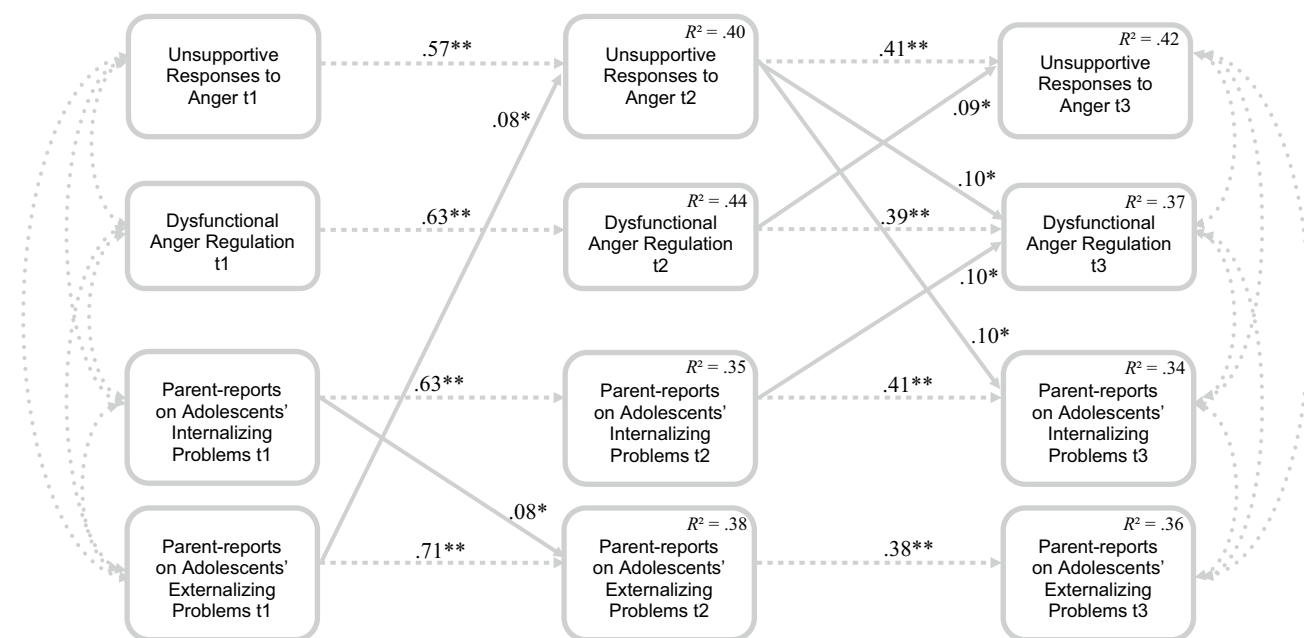 Unsupportive
Responses to
Anger t1
.57**
R² = .40
Unsupportive
Responses to
Anger t2
.41**
R² = .42
Unsupportive
Responses to
Anger t3
.08*
.09*
.10*
Dysfunctional
Anger Regulation
t1
.63**
R² = .44
Dysfunctional
Anger Regulation
t2
.39**
R² = .37
Dysfunctional
Anger Regulation
t3
.10*
.10*
Parent-reports
on Adolescents’
Internalizing
Problems t1
.63**
R² = .35
Parent-reports
on Adolescents’
Internalizing
Problems t2
.41**
R² = .34
Parent-reports
on Adolescents’
Internalizing
Problems t3
.08*
Parent-reports
on Adolescents’
Externalizing
Problems t1
.71**
R² = .38
Parent-reports
on Adolescents’
Externalizing
Problems t2
.38**
R² = .36
Parent-reports
on Adolescents’
Externalizing
Problems t3